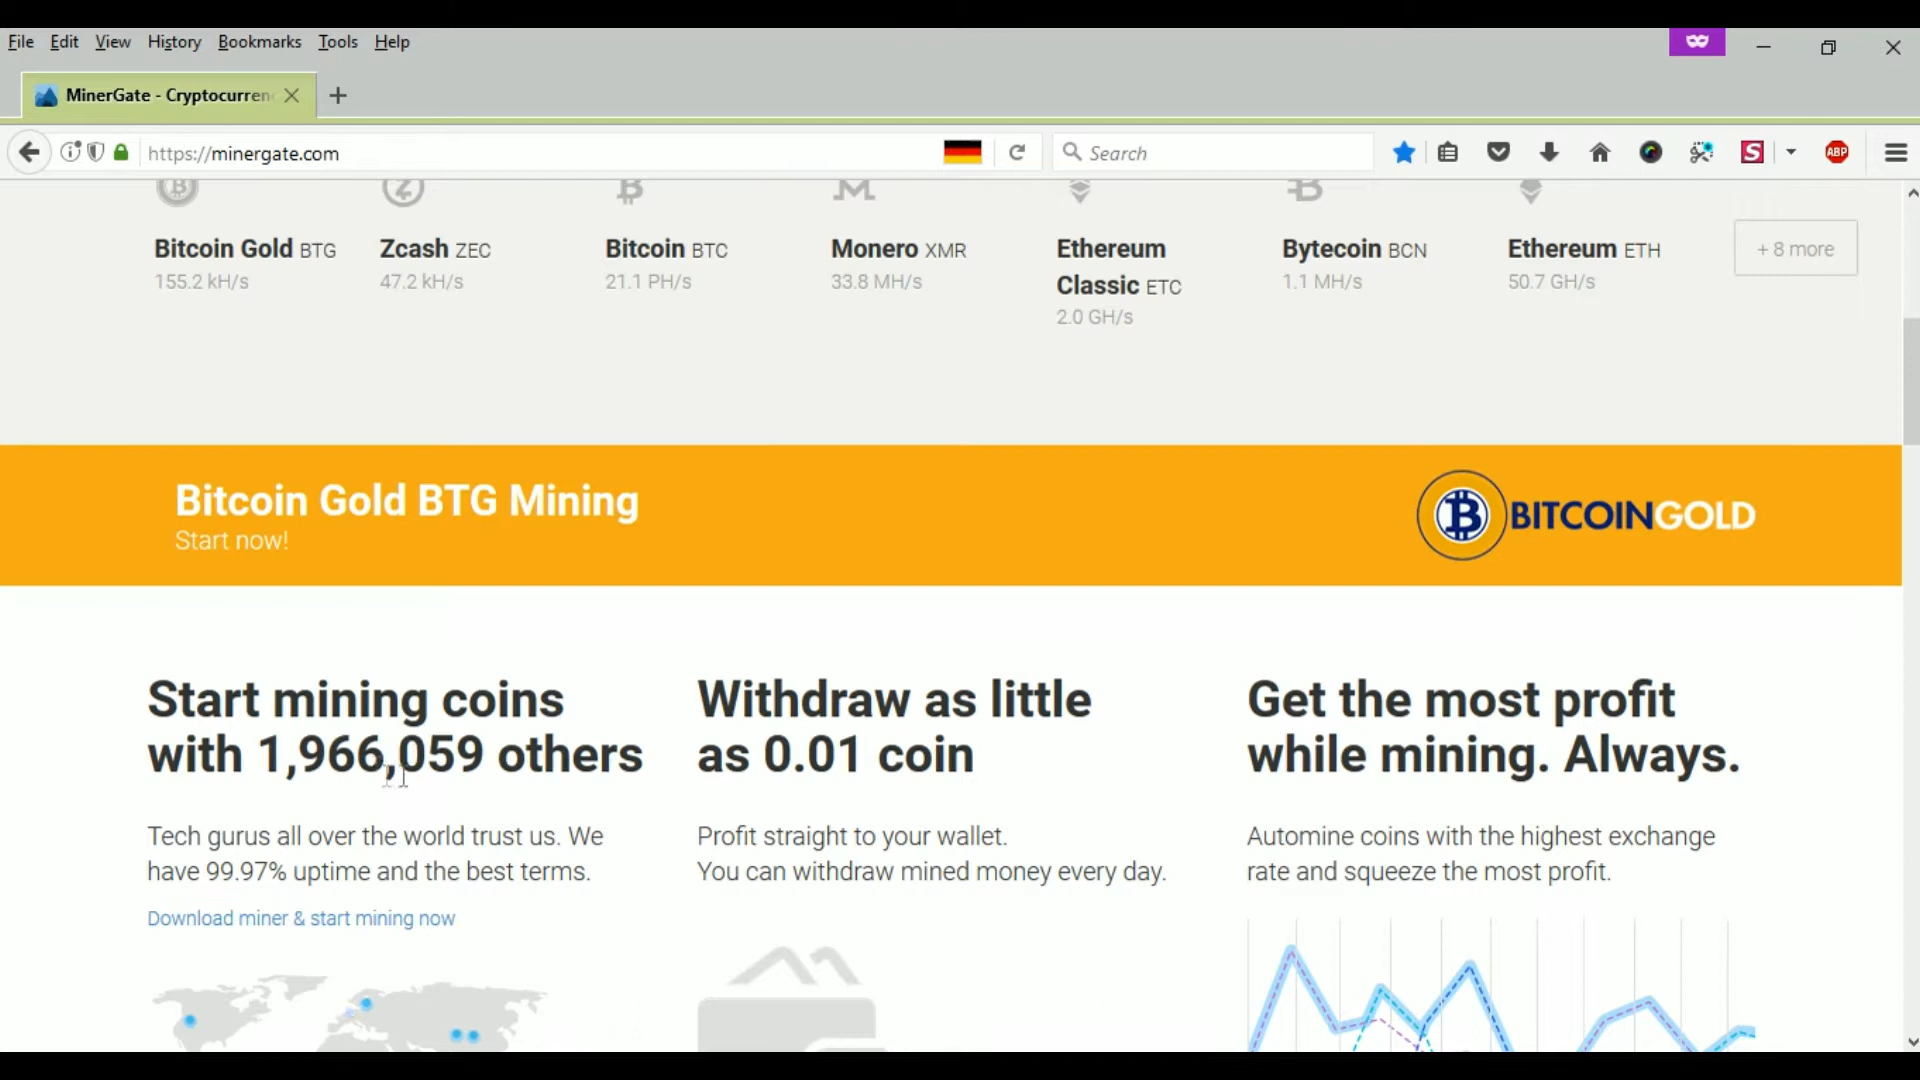 File Edit View History Bookmarks Tools Help
MinerGate - Cryptocurren
https://minergate.com
Search
S
ABP
Bitcoin Gold BTG
155.2 kH/s
Zcash ZEC
47.2 kH/s
Bitcoin BTC
21.1 PH/s
Monero XMR
33.8 MH/s
Ethereum
Classic ETC
2.0 GH/s
Bytecoin BCN
1.1 MH/s
Ethereum ETH
50.7 GH/s
+ 8 more
Bitcoin Gold BTG Mining
Start now!
BITCOINGOLD
Start mining coins
with 1,966,059 others
Tech gurus all over the world trust us. We
have 99.97% uptime and the best terms.
Download miner & start mining now
Withdraw as little
as 0.01 coin
Profit straight to your wallet.
You can withdraw mined money every day.
Get the most profit
while mining. Always.
Automine coins with the highest exchange
rate and squeeze the most profit.